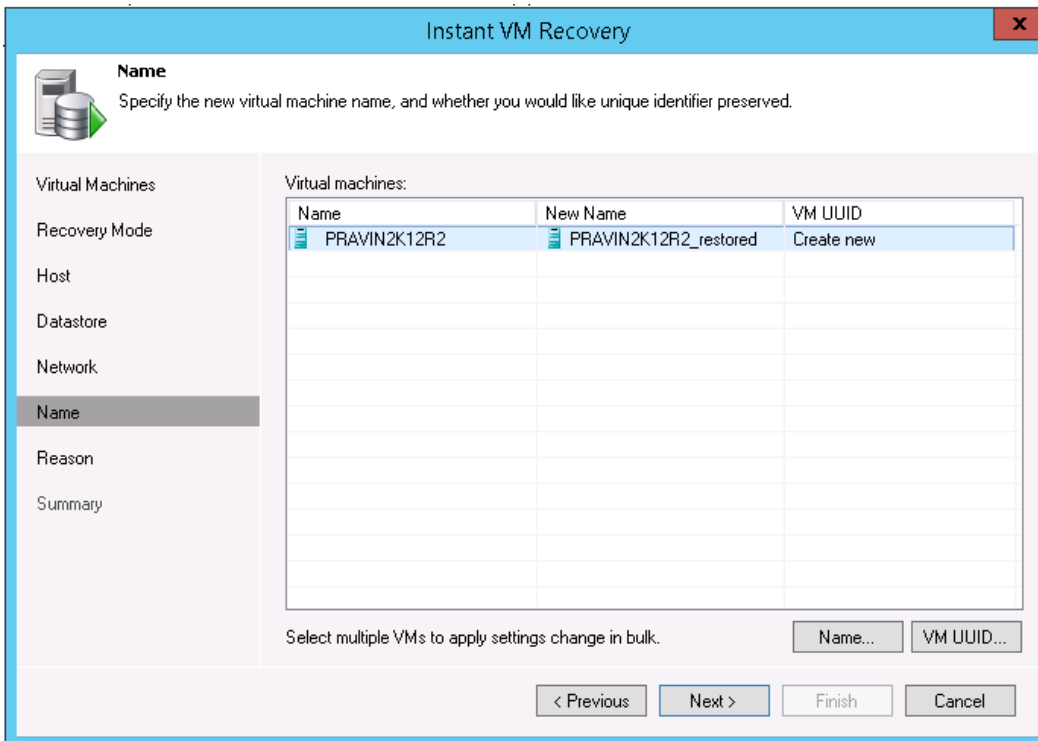 Instant VM Recovery
x
Name
Specify the new virtual machine name, and whether you would like unique identifier preserved.
Virtual Machines
Recovery Mode
Host
Datastore
Network
Name
Reason
Summary
Virtual machines:
Name New Name VM UUID
PRAVIN2K12R2 PRAVIN2K12R2_restored Create new
Select multiple VMs to apply settings change in bulk.
Name... VM UUID...
< Previous Next > Finish Cancel